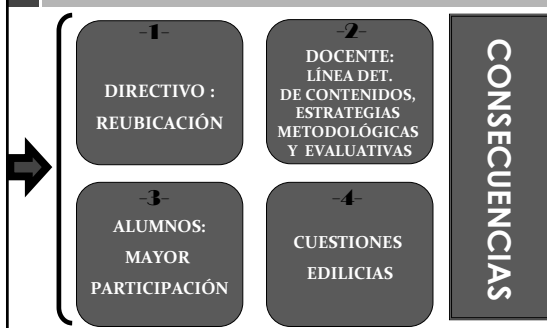 -1-
DIRECTIVO :
REUBICACIÓN
-2-
DOCENTE:
LÍNEA DET.
DE CONTENIDOS,
ESTRATEGIAS
METODOLÓGICAS
Y EVALUATIVAS
-3-
ALUMNOS:
MAYOR
PARTICIPACIÓN
-4-
CUESTIONES
EDILICIAS
CONSECUENCIAS